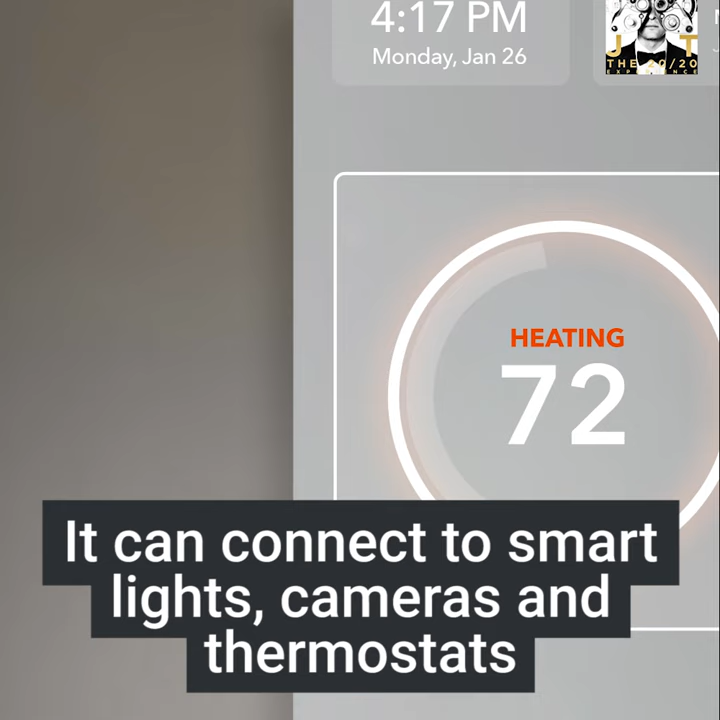 4:17 PM
Monday, Jan 26
J T
THE 20/20
EXPERIENCE
HEATING
72
It can connect to smart
lights, cameras and
thermostats